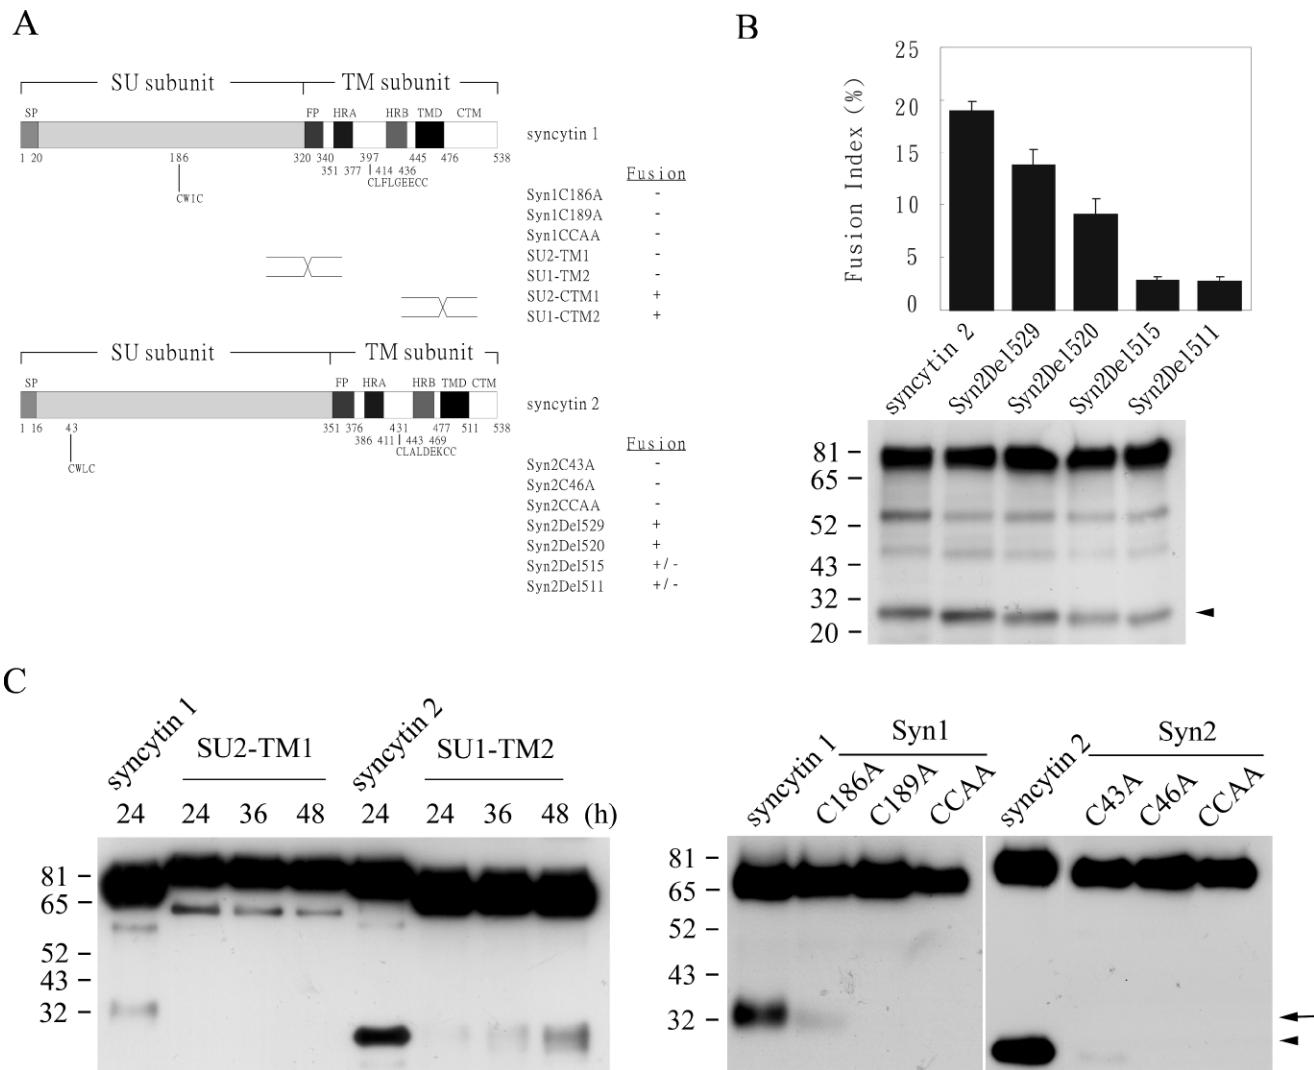 A
SU subunit TM subunit
SP FP HRA HRB TMD CTM
syncytin 1
1 20 186 320 340 397 445 476 538
351 377 414 436
CLFLGEECC
CWIC
Fusion
Syn1C186A -
Syn1C189A -
Syn1CCAA -
SU2-TM1 -
SU1-TM2 -
SU2-CTM1 +
SU1-CTM2 +
SU subunit TM subunit
SP FP HRA HRB TMD CTM
syncytin 2
1 16 43 351 376 431 477 511 538
386 411 443 469
CLALDEKCC
CWLC
Fusion
Syn2C43A -
Syn2C46A -
Syn2CCAA -
Syn2Del529 +
Syn2Del520 +
Syn2Del515 +/-
Syn2Del511 +/-
B
Fusion Index (%)
25
20
15
10
5
0
syncytin 2
Syn2Del529
Syn2Del520
Syn2Del515
Syn2Del511
81
65
52
43
32
20
C
syncytin 1 SU2-TM1 syncytin 2 SU1-TM2
24 24 36 48 24 24 36 48 (h)
81
65
52
43
32
Syn1 Syn2
syncytin 1 C186A C189A CCAA syncytin 2 C43A C46A CCAA
81
65
52
43
32